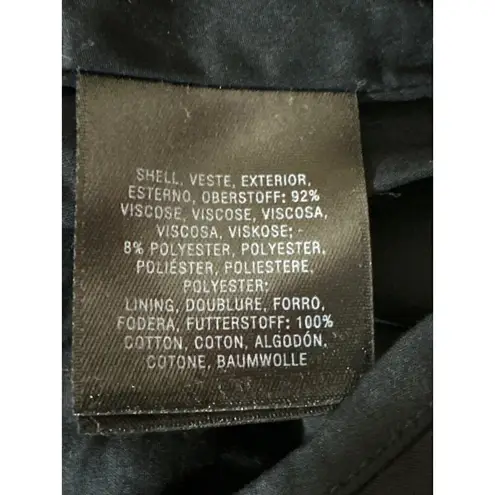 SHELL, VESTE, EXTERIOR,
ESTERNO, OBERSTOFF: 92%
VISCOSE, VISCOSE, VISCOSA,
VISCOSA, VISKOSE; -
8% POLYESTER, POLYESTER,
POLIÉSTER, POLIESTERE,
POLYESTER;
LINING, DOUBLURE, FORRO,
FODERA, FUTTERSTOFF: 100%
COTTON, COTON, ALGODÓN,
COTONE, BAUMWOLLE